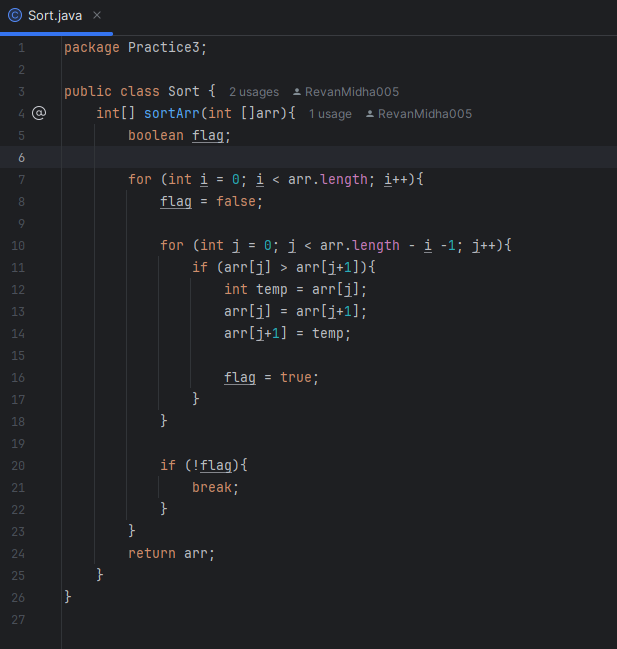 Sort.java
1 package Practice3;
2
3 public class Sort { 2 usages RevanMidha005
4 int[] sortArr(int []arr){ 1 usage RevanMidha005
5 boolean flag;
6
7 for (int i = 0; i < arr.length; i++){
8 flag = false;
9
10 for (int j = 0; j < arr.length - i -1; j++){
11 if (arr[j] > arr[j+1]){
12 int temp = arr[j];
13 arr[j] = arr[j+1];
14 arr[j+1] = temp;
15
16 flag = true;
17 }
18 }
19
20 if (!flag){
21 break;
22 }
23 }
24 return arr;
25 }
26 }
27